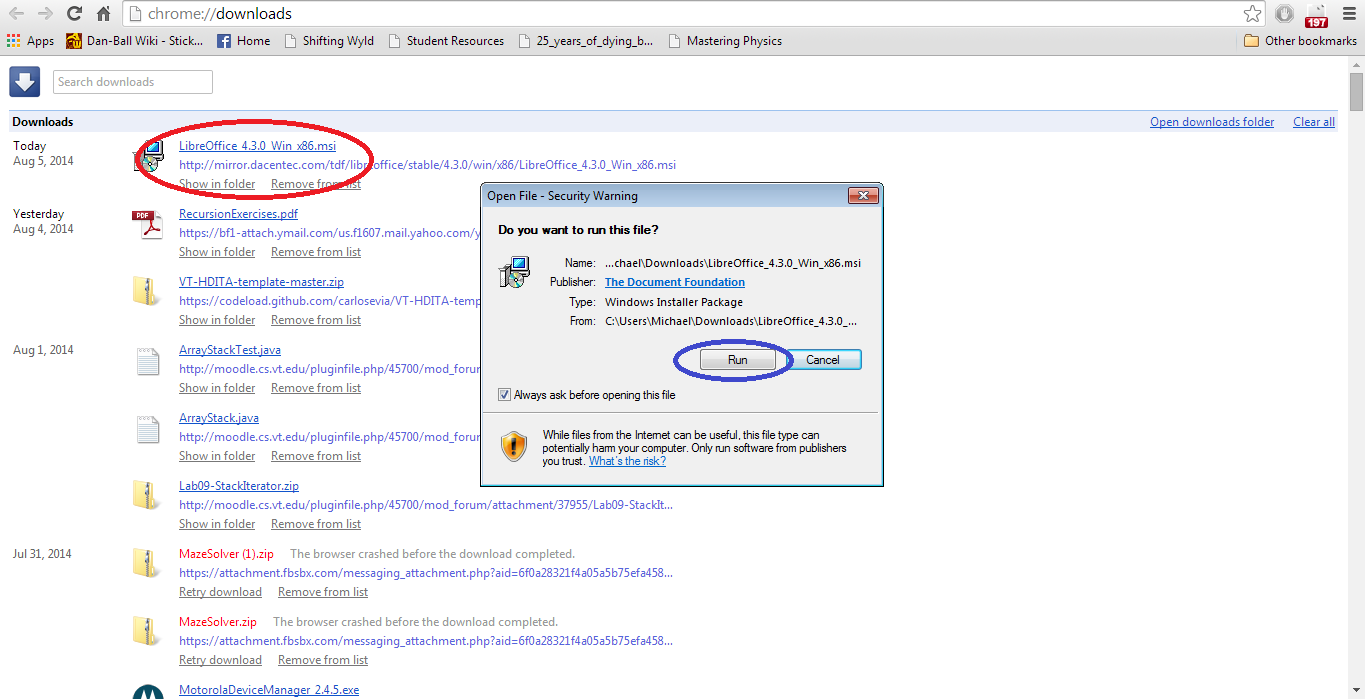 chrome://downloads
197
Apps Dan-Ball Wiki - Stick... Home Shifting Wyld Student Resources 25_years_of_dying_b... Mastering Physics Other bookmarks
Search downloads
Downloads Open downloads folder Clear all
Today
Aug 5, 2014
LibreOffice_4.3.0_Win_x86.msi
http://mirror.dacentec.com/tdf/libreoffice/stable/4.3.0/win/x86/LibreOffice_4.3.0_Win_x86.msi
Show in folder Remove from list
Yesterday
Aug 4, 2014
PDF
RecursionExercises.pdf
https://bf1-attach.ymail.com/us.f1607.mail.yahoo.com/y
Show in folder Remove from list
VT-HDITA-template-master.zip
https://codeload.github.com/carlosevia/VT-HDITA-temp
Show in folder Remove from list
Aug 1, 2014
ArrayStackTest.java
http://moodle.cs.vt.edu/pluginfile.php/45700/mod_forum
Show in folder Remove from list
ArrayStack.java
http://moodle.cs.vt.edu/pluginfile.php/45700/mod_forum
Show in folder Remove from list
Lab09-StackIterator.zip
http://moodle.cs.vt.edu/pluginfile.php/45700/mod_forum/attachment/37955/Lab09-StackIt...
Show in folder Remove from list
Jul 31, 2014
MazeSolver (1).zip The browser crashed before the download completed.
https://attachment.fbsbx.com/messaging_attachment.php?aid=6f0a28321f4a05a5b75efa458...
Retry download Remove from list
MazeSolver.zip The browser crashed before the download completed.
https://attachment.fbsbx.com/messaging_attachment.php?aid=6f0a28321f4a05a5b75efa458...
Retry download Remove from list
MotorolaDeviceManager_2.4.5.exe
Open File - Security Warning
Do you want to run this file?
Name: ...chael\Downloads\LibreOffice_4.3.0_Win_x86.msi
Publisher: The Document Foundation
Type: Windows Installer Package
From: C:\Users\Michael\Downloads\LibreOffice_4.3.0_...
Run Cancel
Always ask before opening this file
While files from the Internet can be useful, this file type can
potentially harm your computer. Only run software from publishers
you trust. What's the risk?